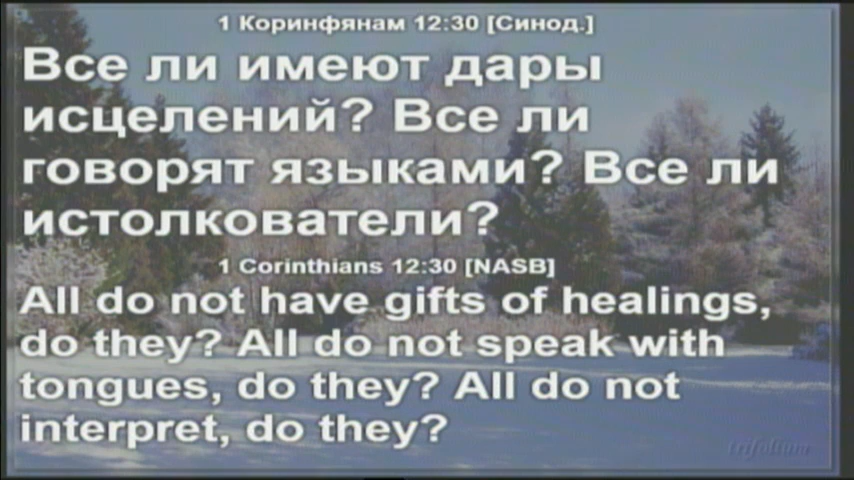 1 Коринфянам 12:30 [Синод.]
Все ли имеют дары
исцелений? Все ли
говорят языками? Все ли
истолкователи?
1 Corinthians 12:30 [NASB]
All do not have gifts of healings,
do they? All do not speak with
tongues, do they? All do not
interpret, do they?
trifolium